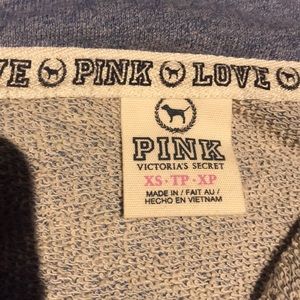 VE PINK LOVE
PINK
VICTORIA'S SECRET
XS•TP•XP
MADE IN / FAIT AU /
HECHO EN VIETNAM